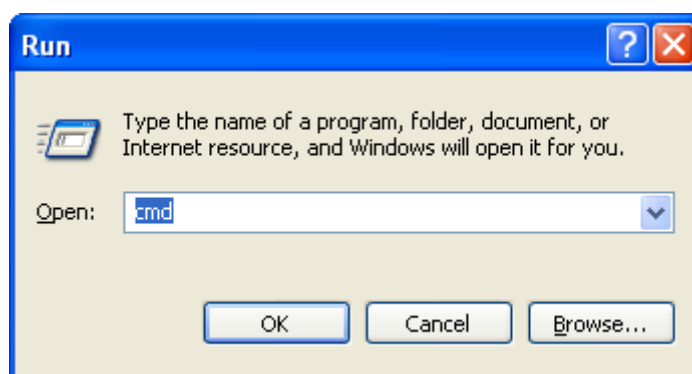 Run
Type the name of a program, folder, document, or
Internet resource, and Windows will open it for you.
Open: cmd
OK Cancel Browse...